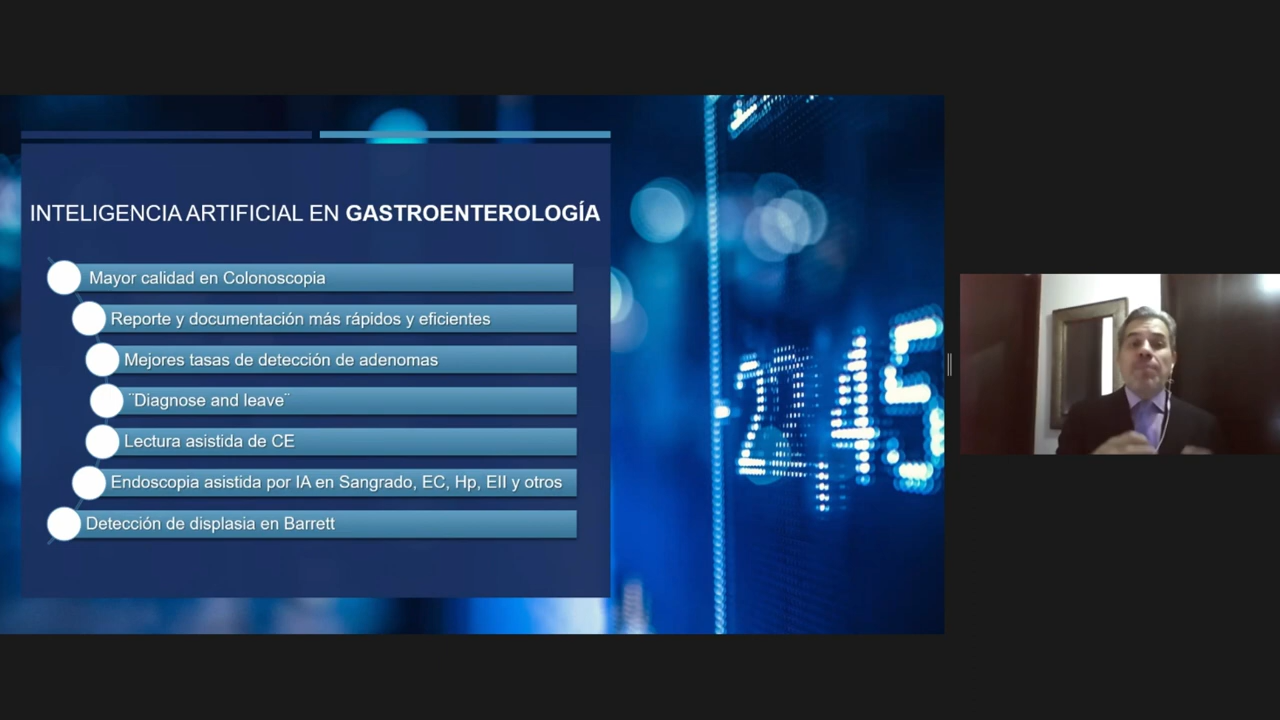 INTELIGENCIA ARTIFICIAL EN GASTROENTEROLOGÍA
Mayor calidad en Colonoscopia
Reporte y documentación más rápidos y eficientes
Mejores tasas de detección de adenomas
¨Diagnose and leave¨
Lectura asistida de CE
Endoscopia asistida por IA en Sangrado, EC, Hp, EII y otros
Detección de displasia en Barrett